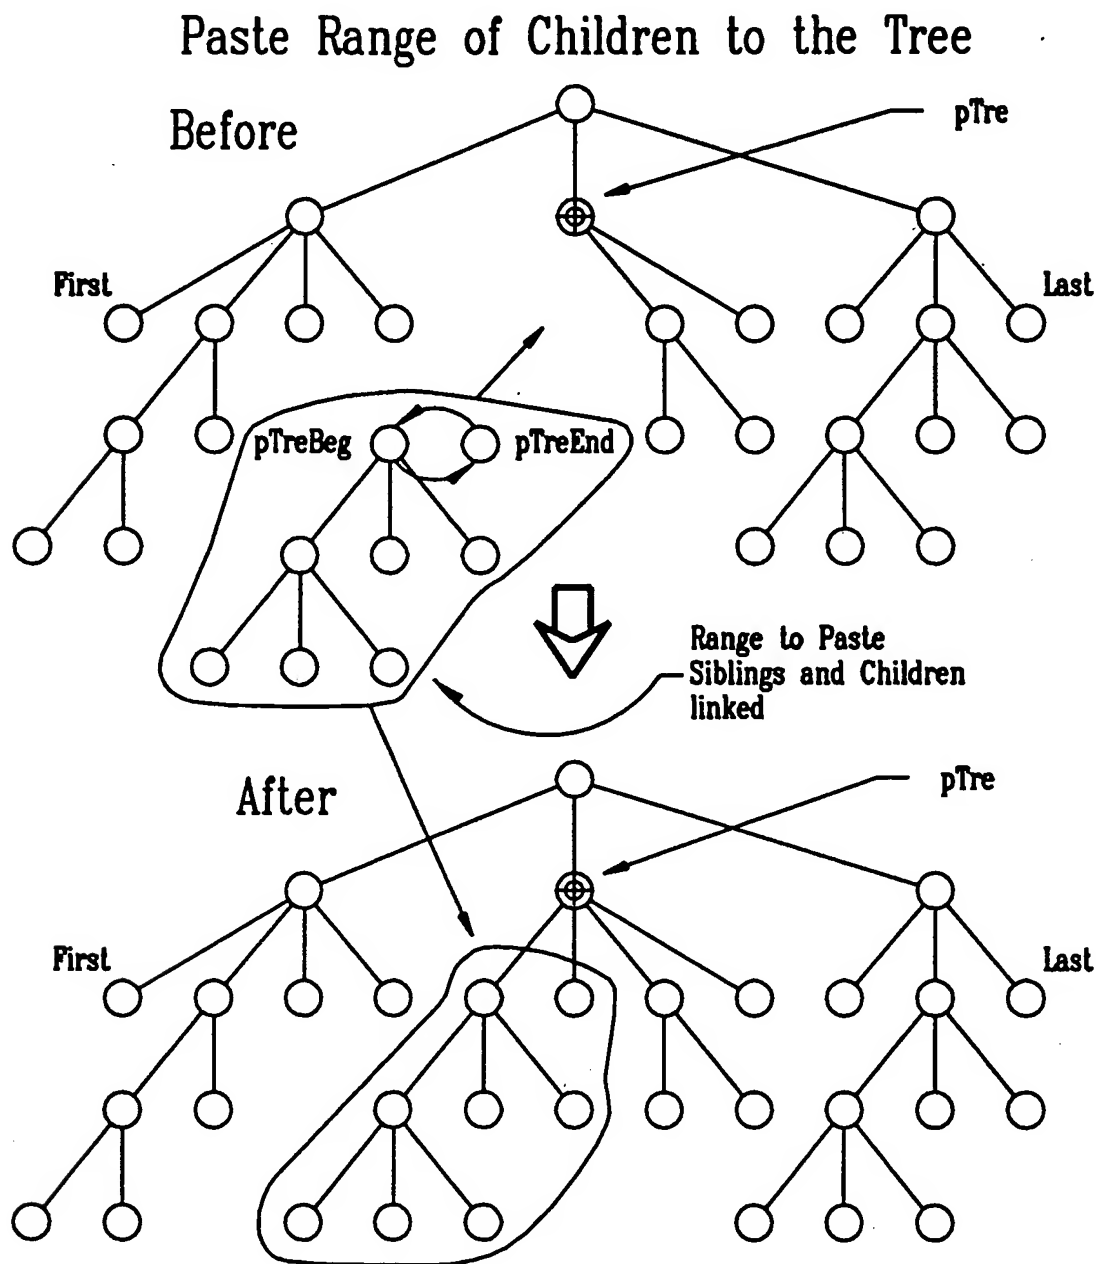 Paste Range of Children to the Tree
Before
pTre
First
Last
pTreBeg
pTreEnd
Range to Paste
Siblings and Children
linked
After
pTre
First
Last